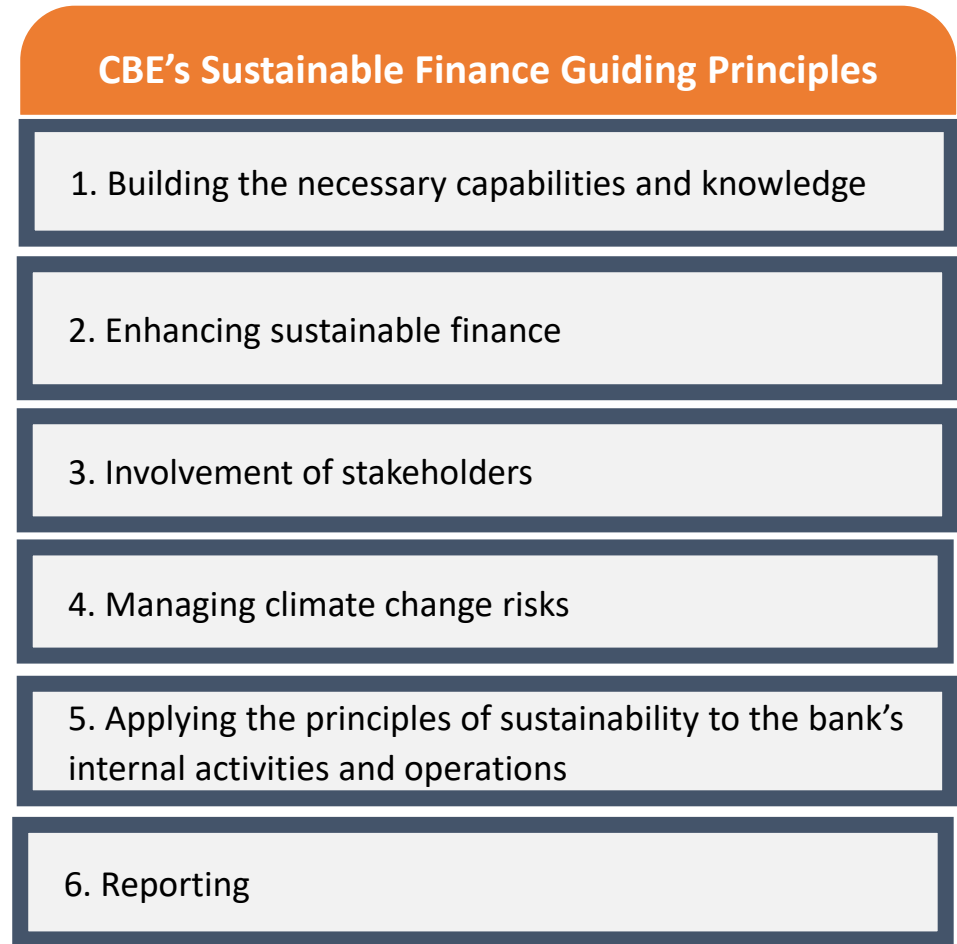 CBE’s Sustainable Finance Guiding Principles
1. Building the necessary capabilities and knowledge
2. Enhancing sustainable finance
3. Involvement of stakeholders
4. Managing climate change risks
5. Applying the principles of sustainability to the bank’s
internal activities and operations
6. Reporting